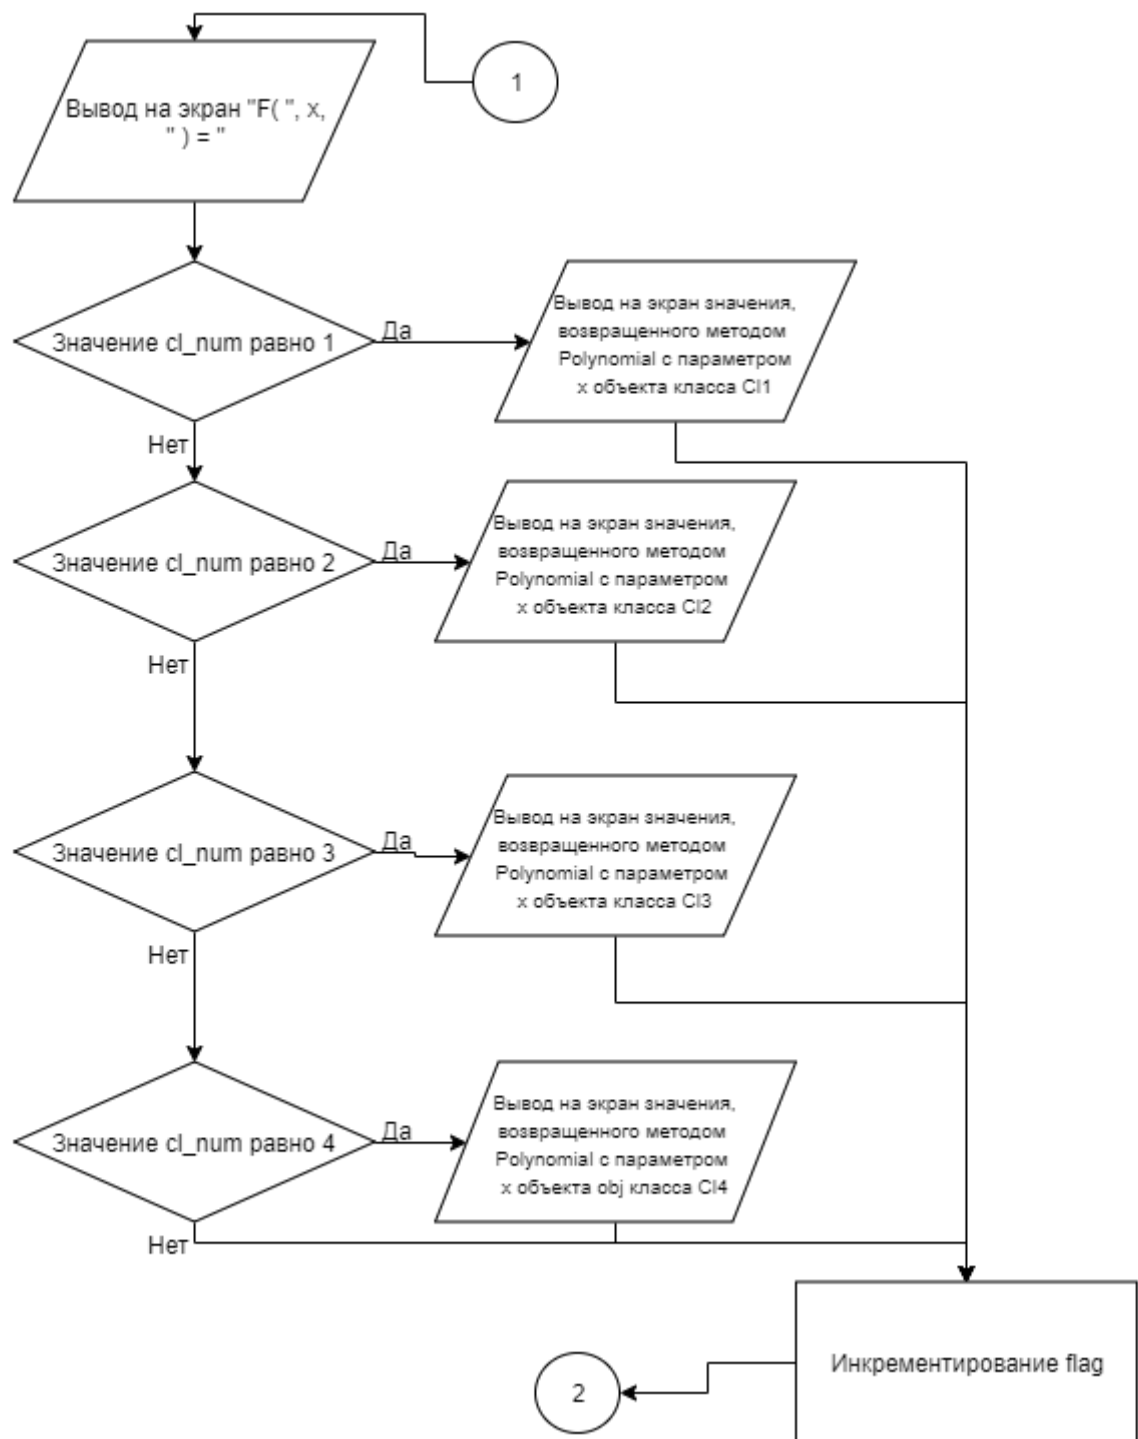 1
Вывод на экран "F( ", x,
" ) = "
Значение cl_num равно 1
Да
Вывод на экран значения,
возвращенного методом
Polynomial с параметром
x объекта класса Cl1
Нет
Значение cl_num равно 2
Да
Вывод на экран значения,
возвращенного методом
Polynomial с параметром
x объекта класса Cl2
Нет
Значение cl_num равно 3
Да
Вывод на экран значения,
возвращенного методом
Polynomial с параметром
x объекта класса Cl3
Нет
Значение cl_num равно 4
Да
Вывод на экран значения,
возвращенного методом
Polynomial с параметром
x объекта obj класса Cl4
Нет
Инкрементирование flag
2